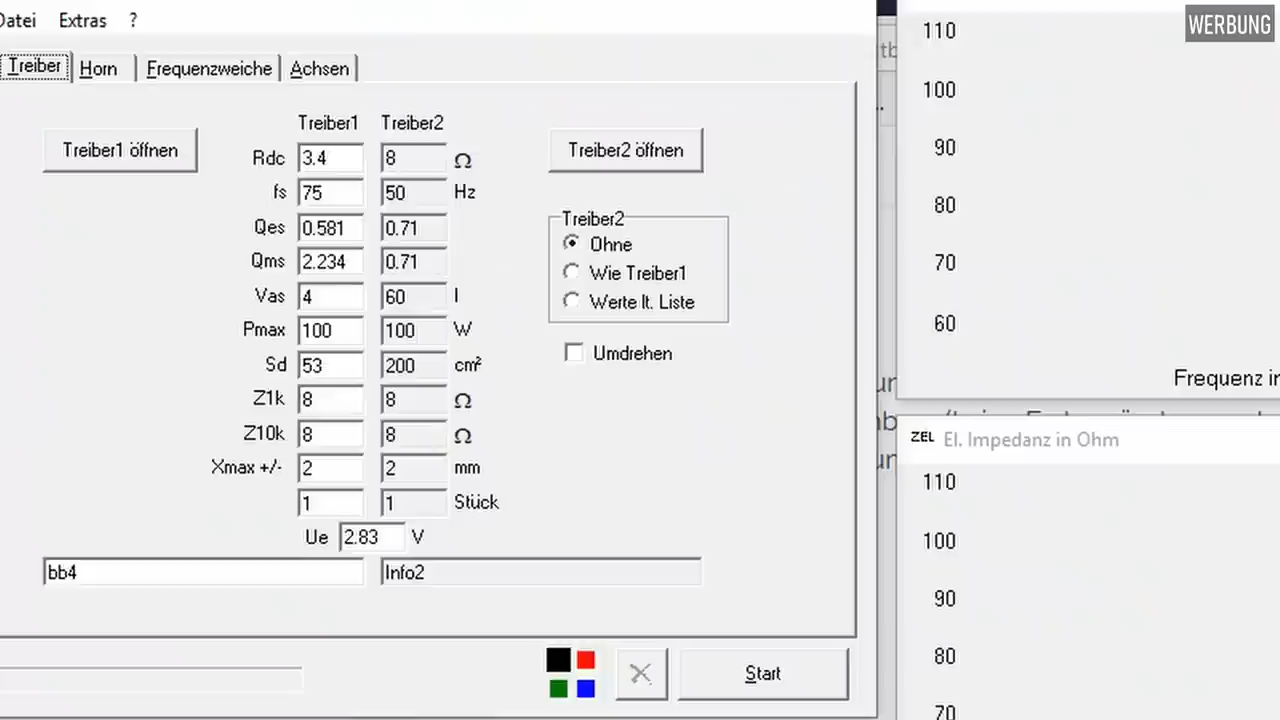 Datei Extras ?
WERBUNG
Treiber Horn Frequenzweiche Achsen
Treiber1 Treiber2
Treiber1 öffnen
Treiber2 öffnen
Rdc 3.4 8 Ω
fs 75 50 Hz
Qes 0.581 0.71
Qms 2.234 0.71
Vas 4 60 l
Pmax 100 100 W
Sd 53 200 cm²
Z1k 8 8 Ω
Z10k 8 8 Ω
Xmax +/- 2 2 mm
1 1 Stück
Ue 2.83 V
bb4 Info2
Treiber2
Ohne
Wie Treiber1
Werte lt. Liste
Umdrehen
Start
110
100
90
80
70
60
Frequenz in
ZEL El. Impedanz in Ohm
110
100
90
80
70